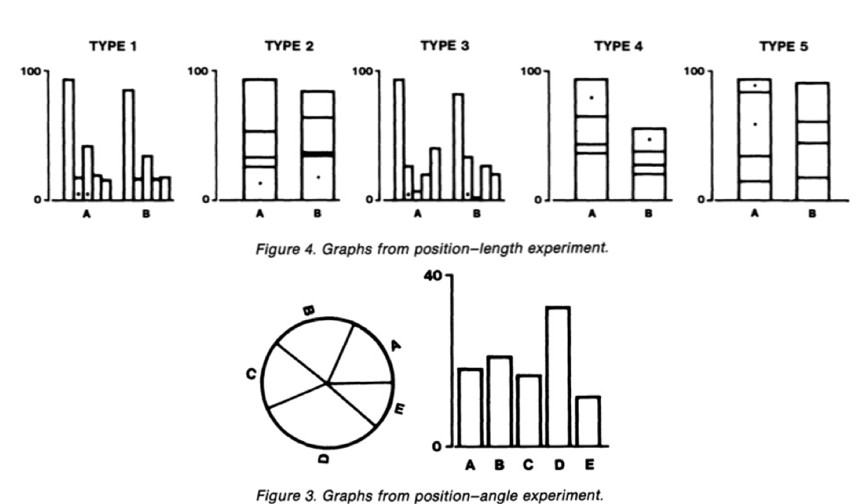 TYPE 1 TYPE 2 TYPE 3 TYPE 4 TYPE 5
100 100 100 100 100
0 0 0 0 0
A B A B A B A B A B
Figure 4. Graphs from position–length experiment.
40
B
A
C
E
D
0
A B C D E
Figure 3. Graphs from position–angle experiment.